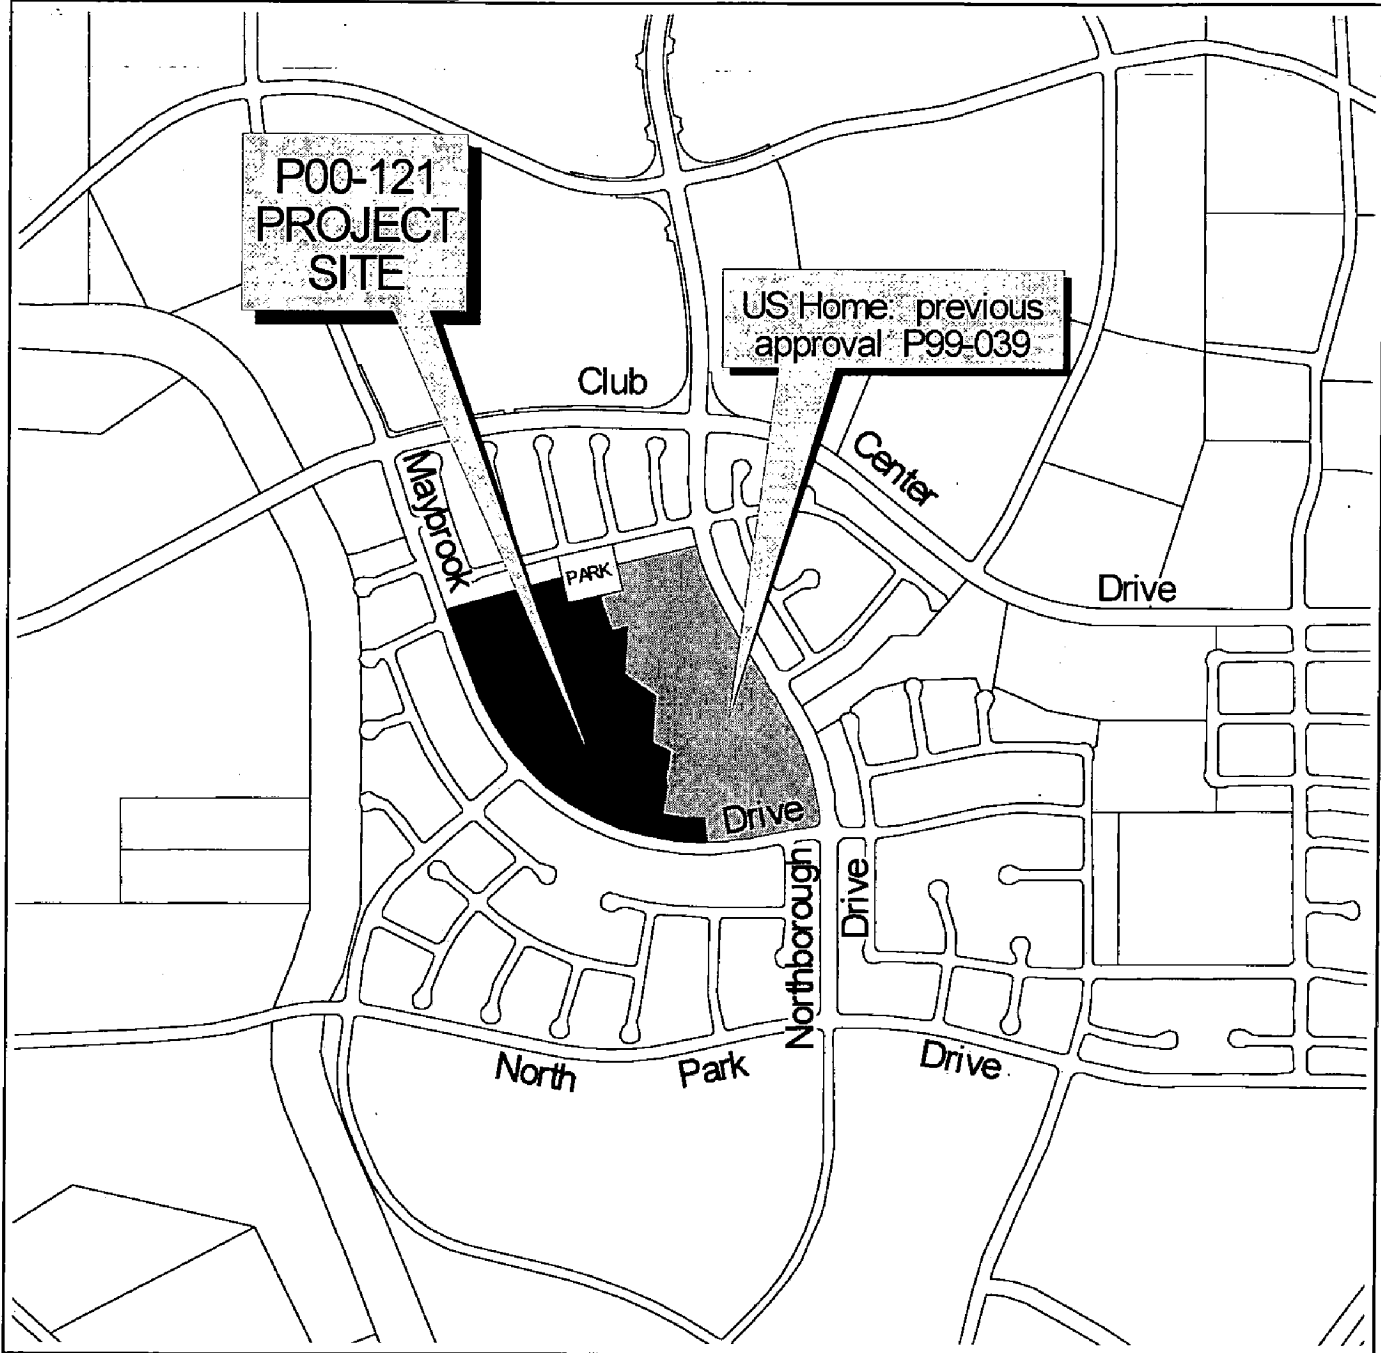 P00-121
PROJECT
SITE
US Home: previous
approval P99-039
Club
Center
Drive
Maybrook
PARK
Drive
Northborough
Drive
North
Park
Drive